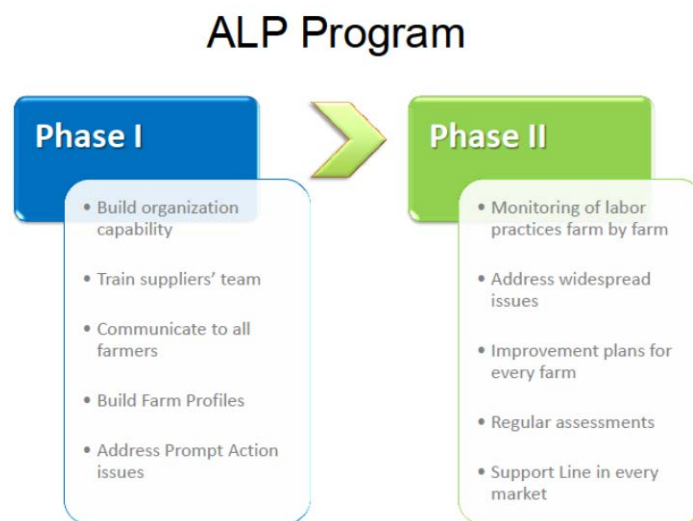 ALP Program
Phase I
• Build organization
capability
• Train suppliers’ team
• Communicate to all
farmers
• Build Farm Profiles
• Address Prompt Action
issues
Phase II
• Monitoring of labor
practices farm by farm
• Address widespread
issues
• Improvement plans for
every farm
• Regular assessments
• Support Line in every
market